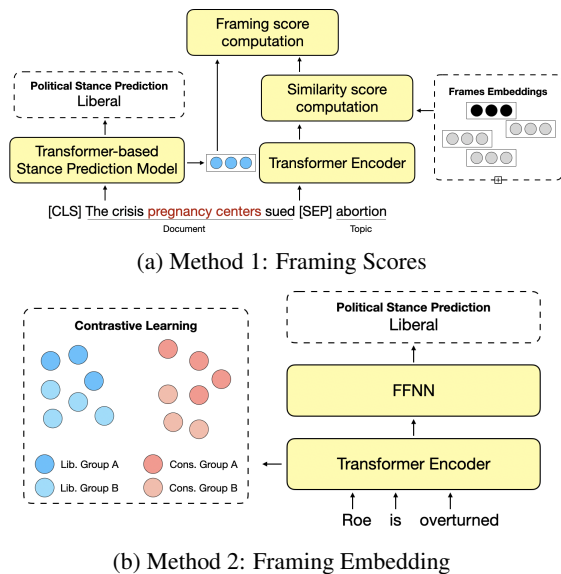 Framing score
computation
Political Stance Prediction
Liberal
Similarity score
computation
Frames Embeddings
Transformer-based
Stance Prediction Model
Transformer Encoder
[CLS] The crisis pregnancy centers sued [SEP] abortion
Document
Topic
(a) Method 1: Framing Scores
Contrastive Learning
Lib. Group A
Cons. Group A
Lib. Group B
Cons. Group B
Political Stance Prediction
Liberal
FFNN
Transformer Encoder
Roe is overturned
(b) Method 2: Framing Embedding